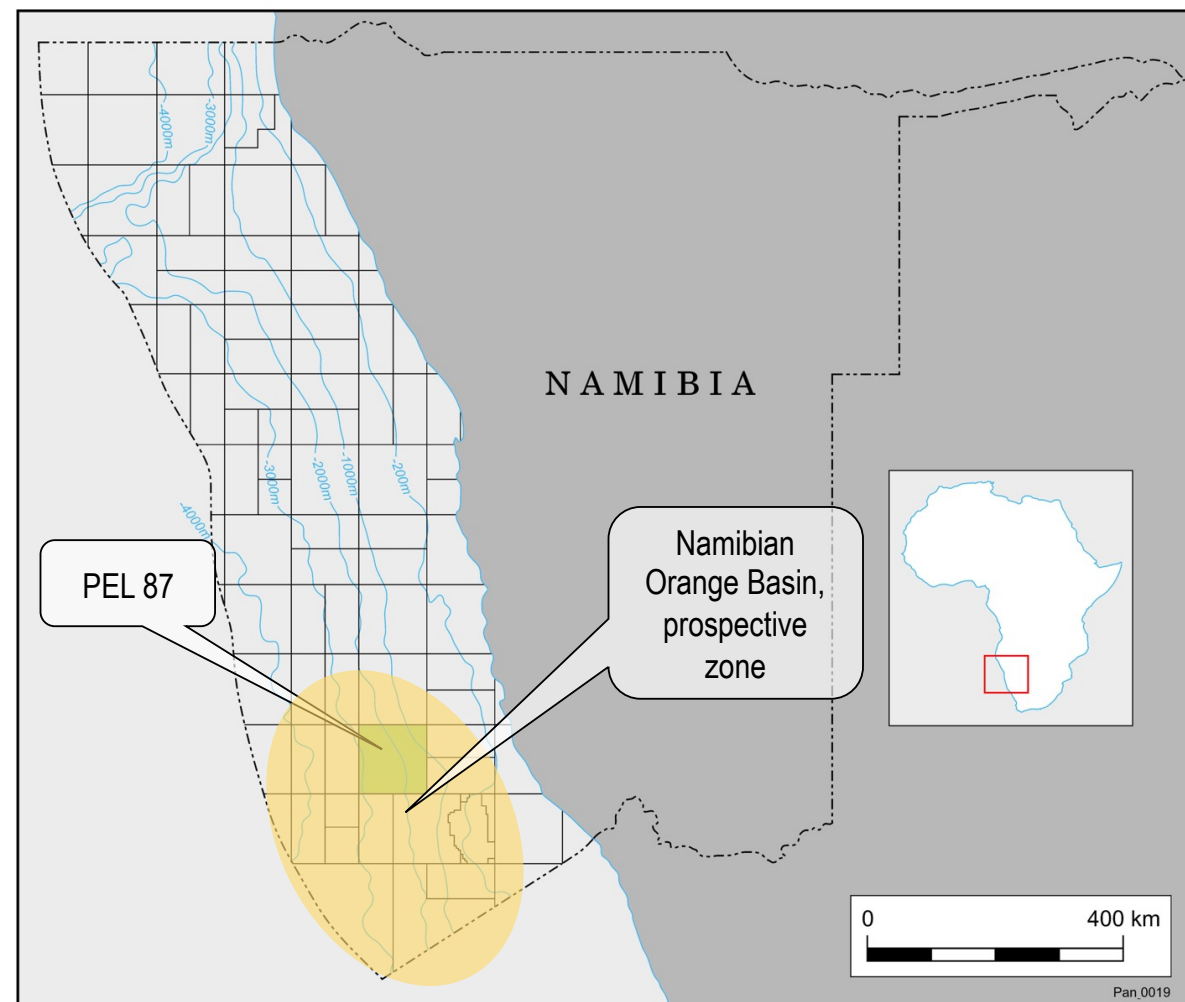 -4000m
-3000m
NAMIBIA
-3000m
-2000m
-1000m
-200m
-4000m
PEL 87
Namibian
Orange Basin,
prospective
zone
0
400 km
Pan_0019